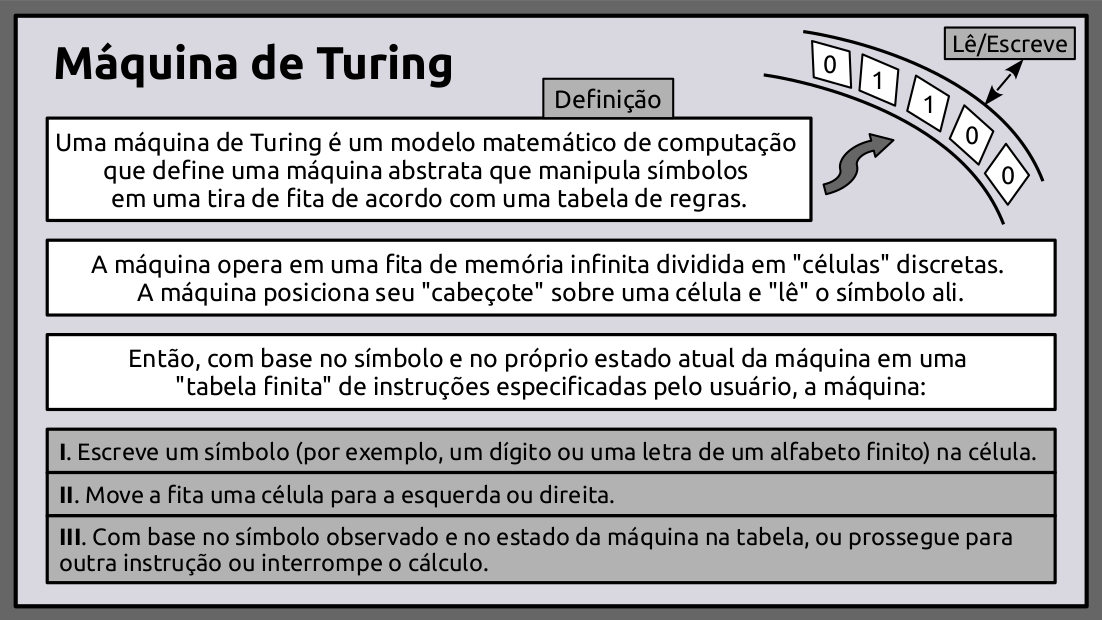 Máquina de Turing
Lê/Escreve
0
1
1
0
0
Definição
Uma máquina de Turing é um modelo matemático de computação
que define uma máquina abstrata que manipula símbolos
em uma tira de fita de acordo com uma tabela de regras.
A máquina opera em uma fita de memória infinita dividida em "células" discretas.
A máquina posiciona seu "cabeçote" sobre uma célula e "lê" o símbolo ali.
Então, com base no símbolo e no próprio estado atual da máquina em uma
"tabela finita" de instruções especificadas pelo usuário, a máquina:
I. Escreve um símbolo (por exemplo, um dígito ou uma letra de um alfabeto finito) na célula.
II. Move a fita uma célula para a esquerda ou direita.
III. Com base no símbolo observado e no estado da máquina na tabela, ou prossegue para
outra instrução ou interrompe o cálculo.